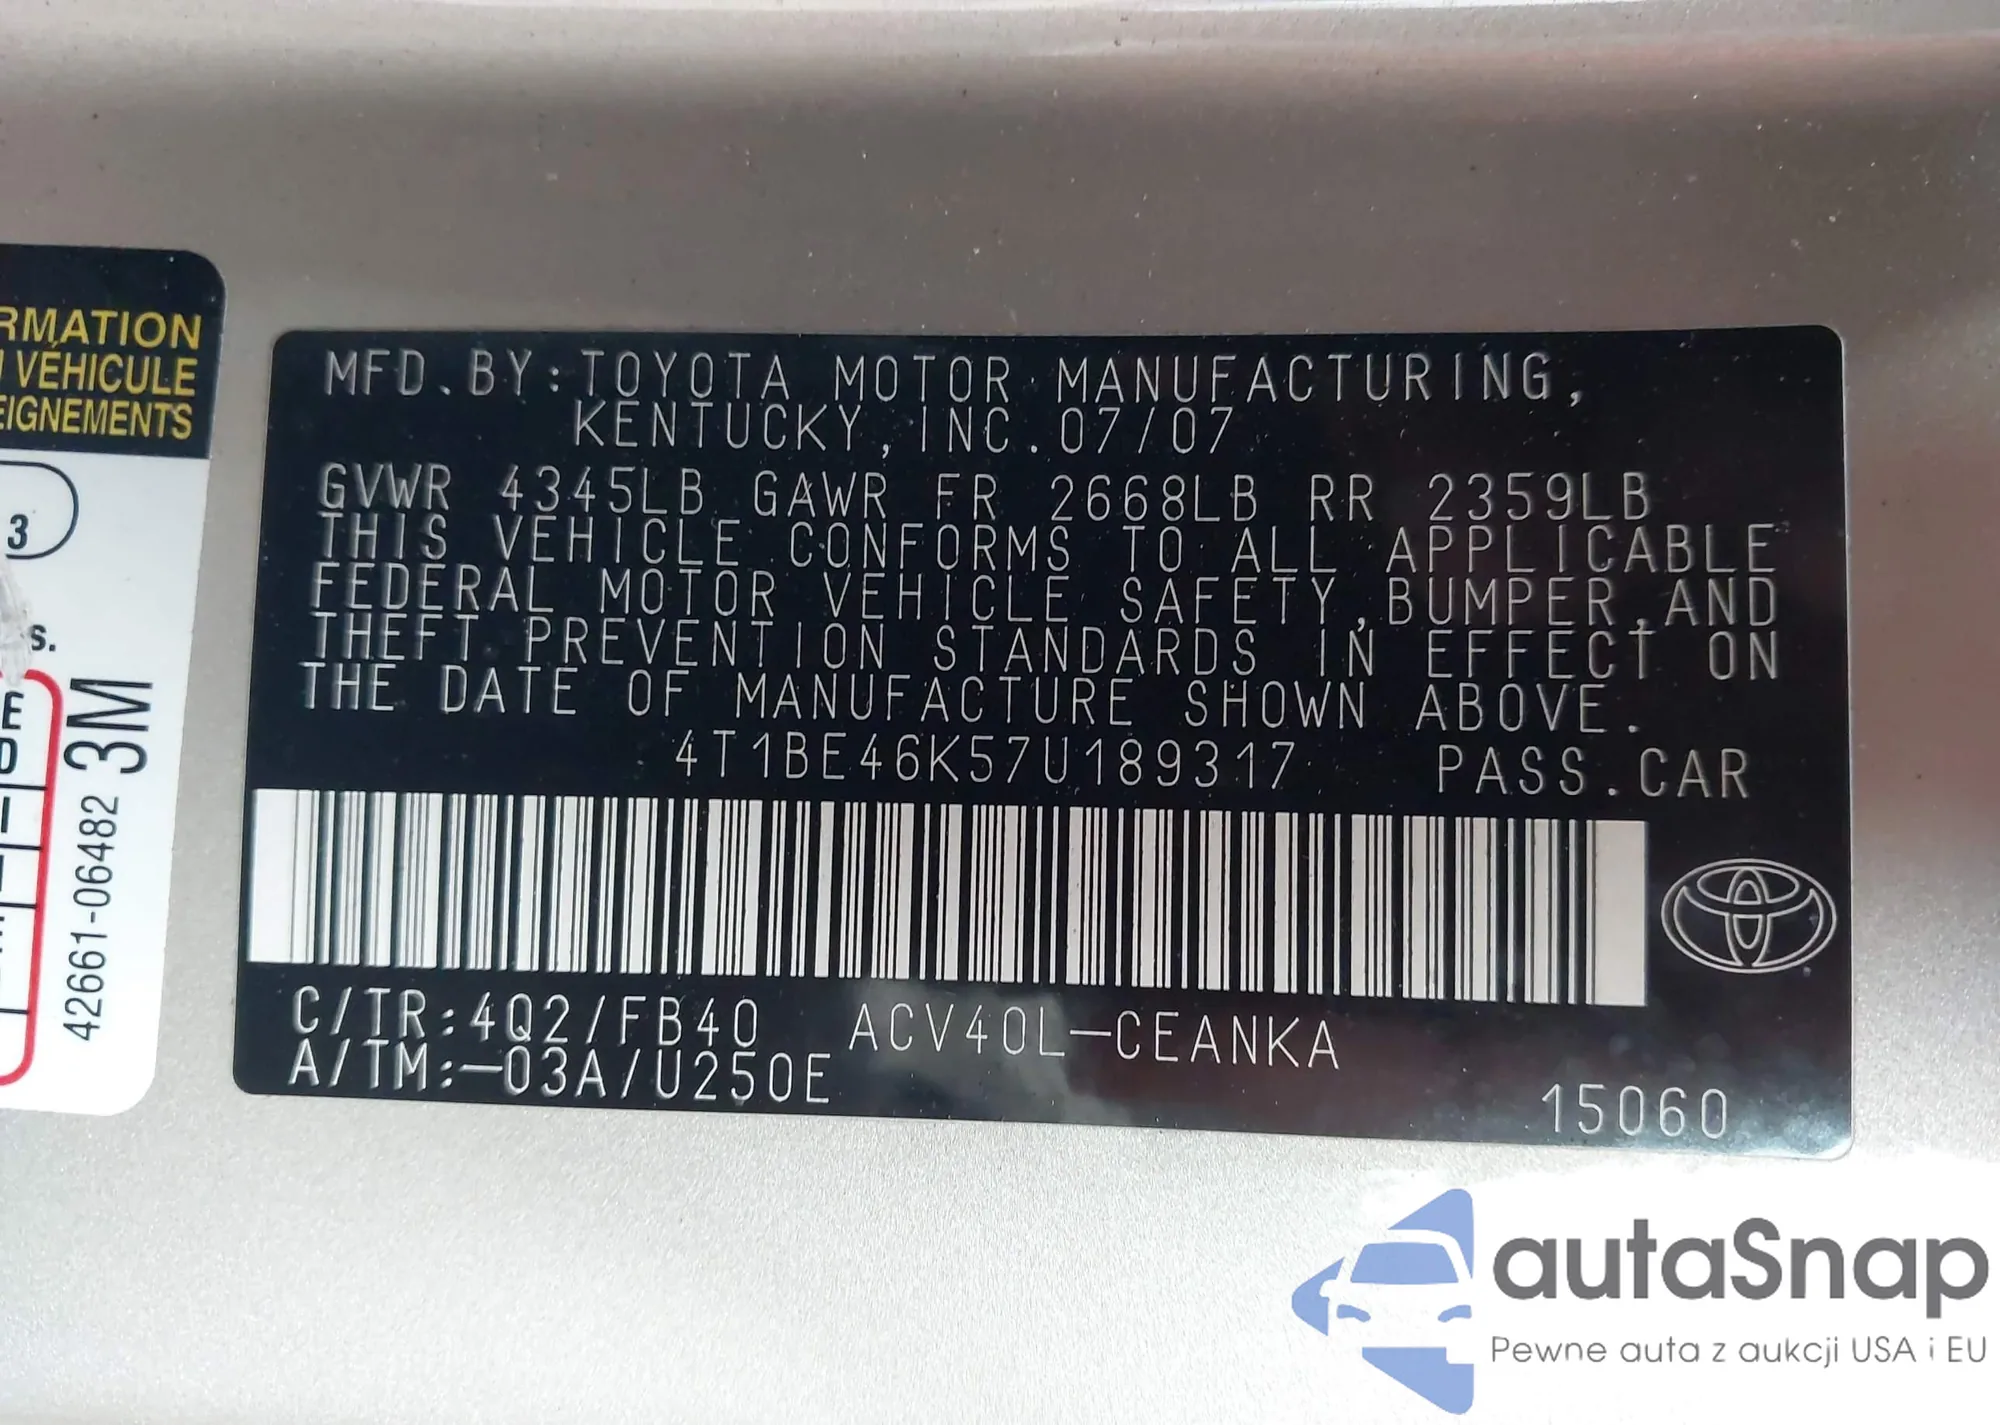 RMATION
VÉHICULE
EIGNEMENTS
3
s.
E
42661-06482 3M
MFD.BY:TOYOTA MOTOR MANUFACTURING,
KENTUCKY,INC.07/07
GVWR 4345LB GAWR FR 2668LB RR 2359LB
THIS VEHICLE CONFORMS TO ALL APPLICABLE
FEDERAL MOTOR VEHICLE SAFETY,BUMPER,AND
THEFT PREVENTION STANDARDS IN EFFECT ON
THE DATE OF MANUFACTURE SHOWN ABOVE.
4T1BE46K57U189317 PASS.CAR
C/TR:4Q2/FB40 ACV40L-CEANKA
A/TM:-03A/U250E
15060
autaSnap
Pewne auta z aukcji USA i EU